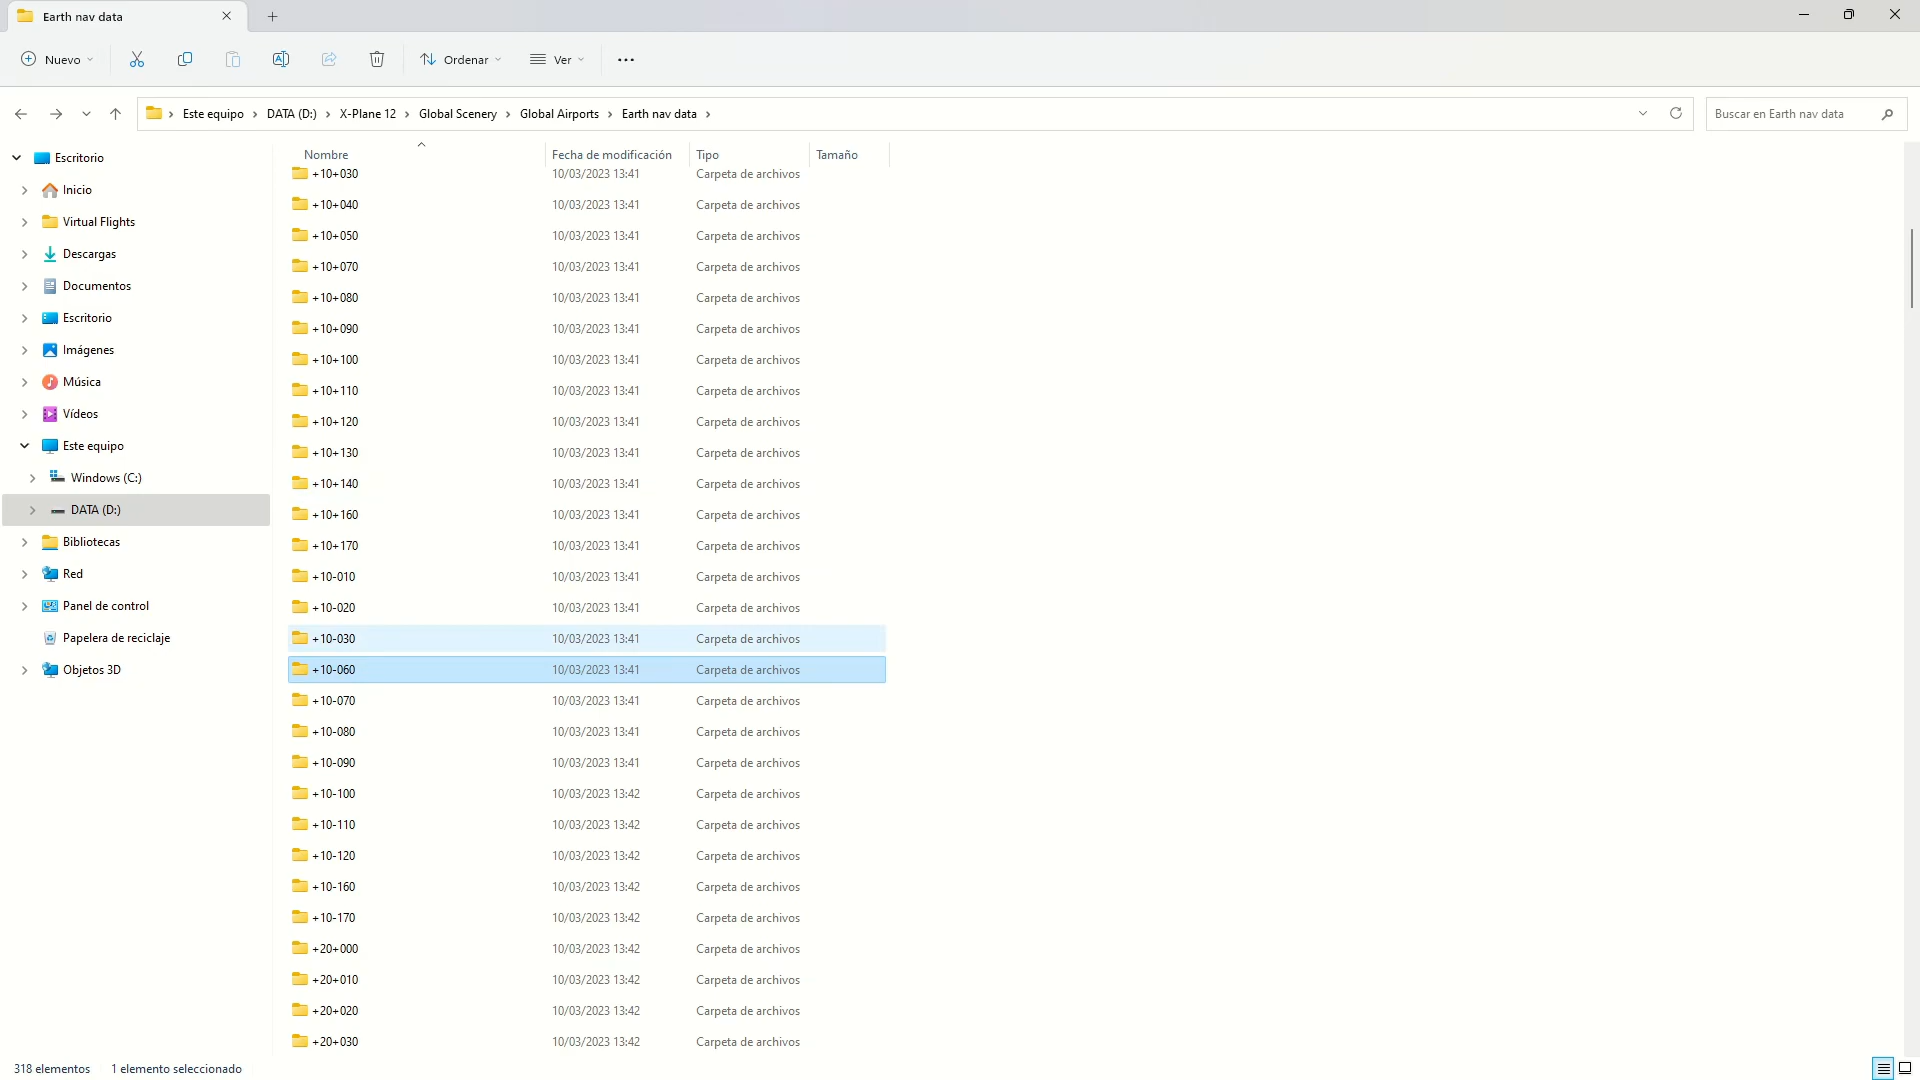 Earth nav data
Nuevo
Ordenar
Ver
Este equipo > DATA (D:) > X-Plane 12 > Global Scenery > Global Airports > Earth nav data >
Buscar en Earth nav data
Escritorio
Inicio
Virtual Flights
Descargas
Documentos
Escritorio
Imágenes
Música
Vídeos
Este equipo
Windows (C:)
DATA (D:)
Bibliotecas
Red
Panel de control
Papelera de reciclaje
Objetos 3D
Nombre Fecha de modificación Tipo Tamaño
+10+030 10/03/2023 13:41 Carpeta de archivos
+10+040 10/03/2023 13:41 Carpeta de archivos
+10+050 10/03/2023 13:41 Carpeta de archivos
+10+070 10/03/2023 13:41 Carpeta de archivos
+10+080 10/03/2023 13:41 Carpeta de archivos
+10+090 10/03/2023 13:41 Carpeta de archivos
+10+100 10/03/2023 13:41 Carpeta de archivos
+10+110 10/03/2023 13:41 Carpeta de archivos
+10+120 10/03/2023 13:41 Carpeta de archivos
+10+130 10/03/2023 13:41 Carpeta de archivos
+10+140 10/03/2023 13:41 Carpeta de archivos
+10+160 10/03/2023 13:41 Carpeta de archivos
+10+170 10/03/2023 13:41 Carpeta de archivos
+10-010 10/03/2023 13:41 Carpeta de archivos
+10-020 10/03/2023 13:41 Carpeta de archivos
+10-030 10/03/2023 13:41 Carpeta de archivos
+10-060 10/03/2023 13:41 Carpeta de archivos
+10-070 10/03/2023 13:41 Carpeta de archivos
+10-080 10/03/2023 13:41 Carpeta de archivos
+10-090 10/03/2023 13:41 Carpeta de archivos
+10-100 10/03/2023 13:42 Carpeta de archivos
+10-110 10/03/2023 13:42 Carpeta de archivos
+10-120 10/03/2023 13:42 Carpeta de archivos
+10-160 10/03/2023 13:42 Carpeta de archivos
+10-170 10/03/2023 13:42 Carpeta de archivos
+20+000 10/03/2023 13:42 Carpeta de archivos
+20+010 10/03/2023 13:42 Carpeta de archivos
+20+020 10/03/2023 13:42 Carpeta de archivos
+20+030 10/03/2023 13:42 Carpeta de archivos
318 elementos 1 elemento seleccionado